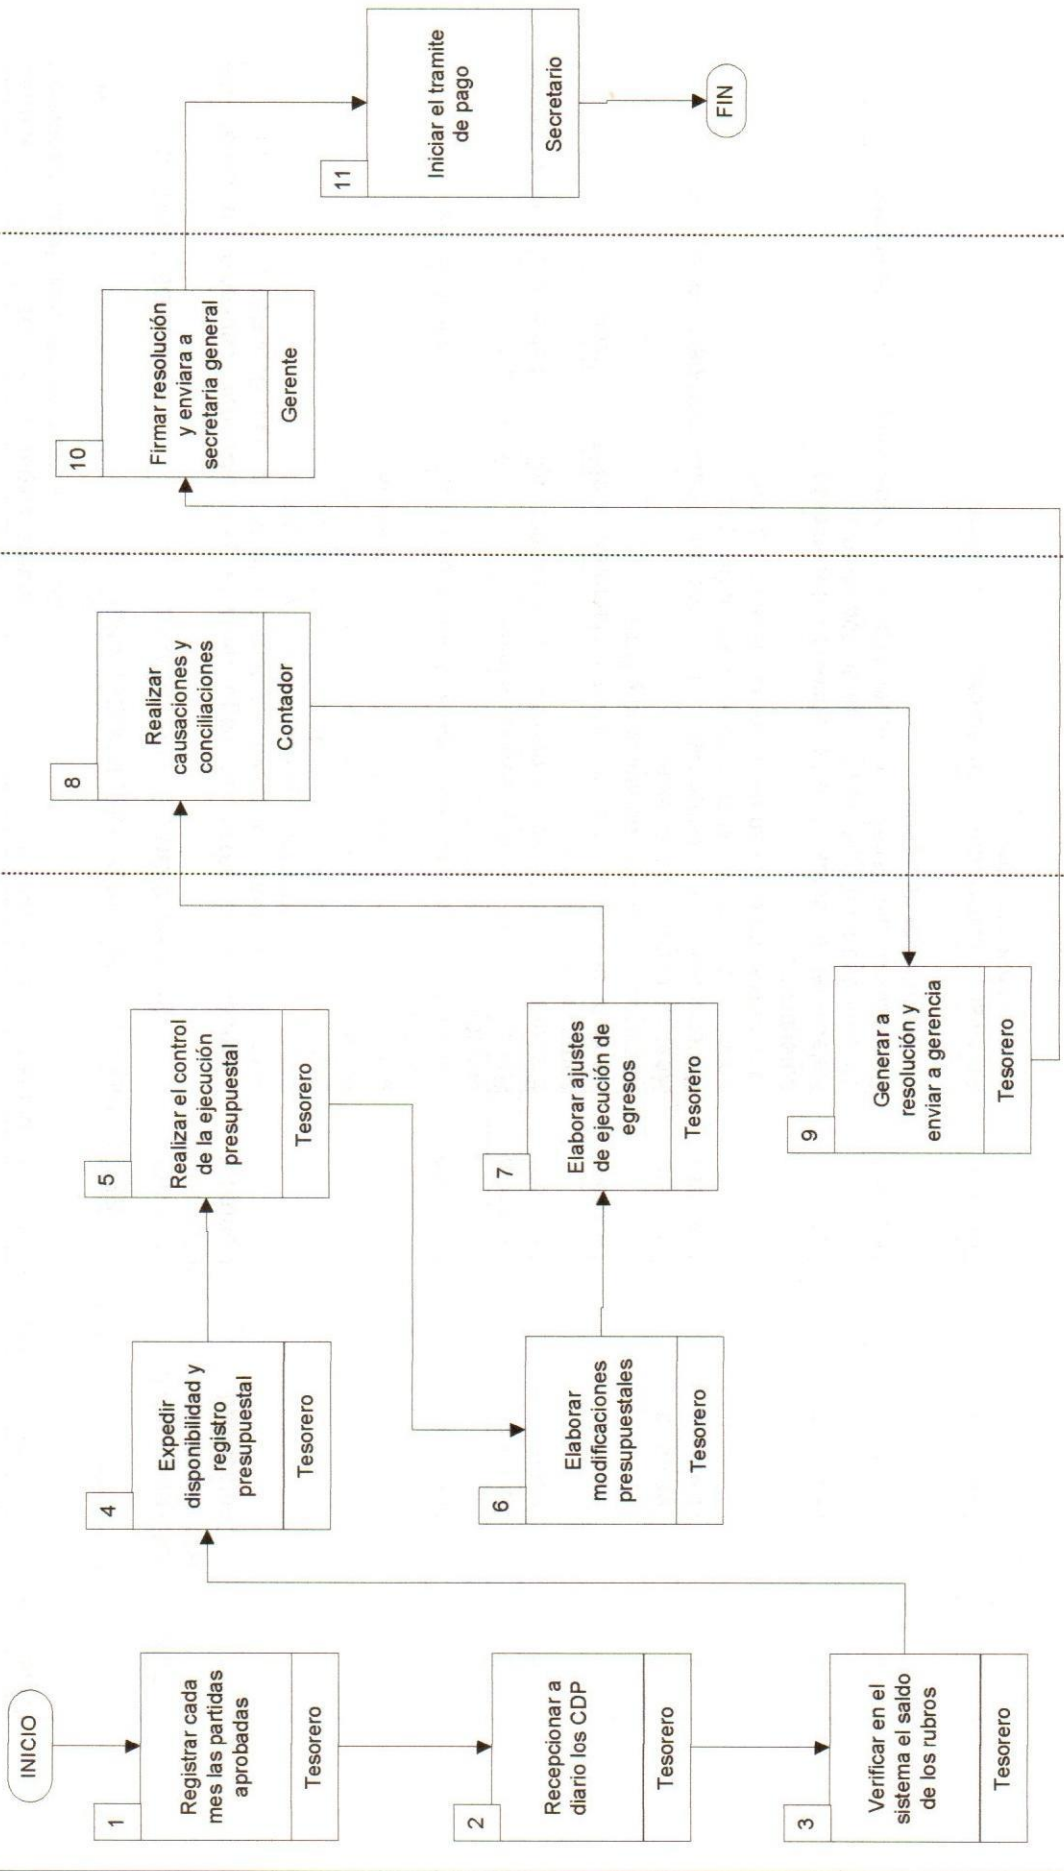 INICIO
1
Registrar cada
mes las partidas
aprobadas
Tesorero
2
Recepcionar a
diario los CDP
Tesorero
3
Verificar en el
sistema el saldo
de los rubros
Tesorero
4
Expedir
disponibilidad y
registro
presupuestal
Tesorero
5
Realizar el control
de la ejecución
presupuestal
Tesorero
6
Elaborar
modificaciones
presupuestales
Tesorero
7
Elaborar ajustes
de ejecución de
egresos
Tesorero
8
Realizar
causaciones y
conciliaciones
Contador
9
Generar a
resolución y
enviar a gerencia
Tesorero
10
Firmar resolución
y enviara a
secretaria general
Gerente
11
Iniciar el tramite
de pago
Secretario
FIN